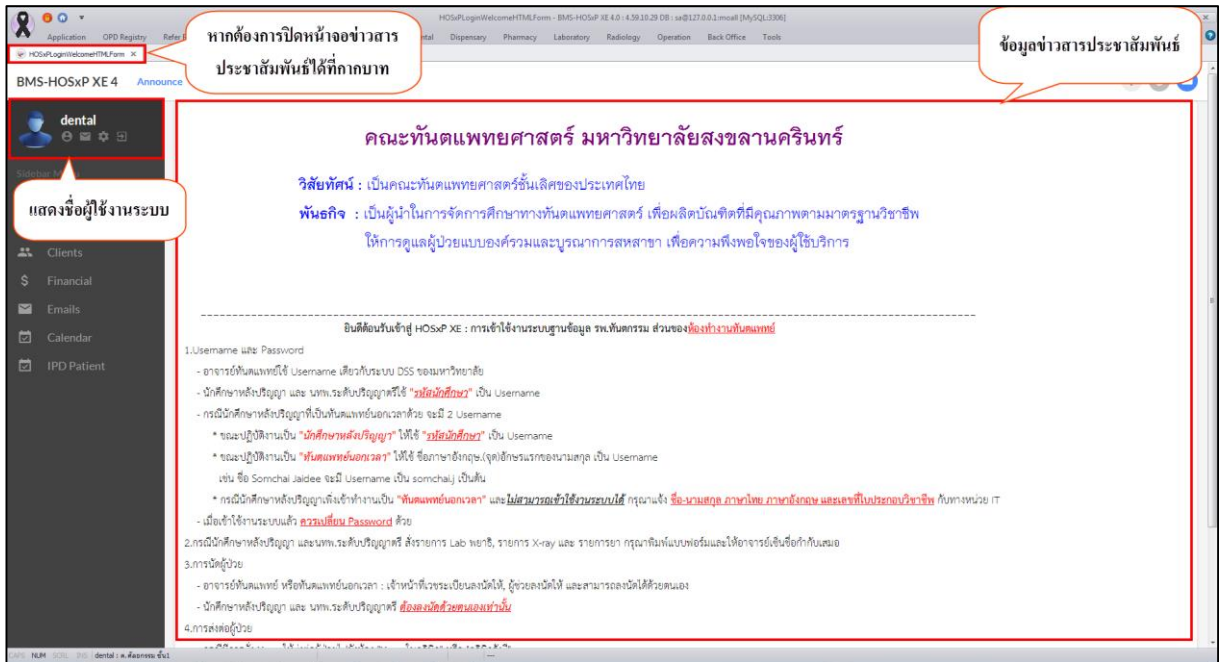 HOSxPLoginWelcomeHTMLForm - BMS-HOSxP XE 4.0 : 4.59.10.29 DB : sa@127.0.0.1:moall [MySQL:3306]
Application OPD Registry Refer Dental Dispensary Pharmacy Laboratory Radiology Operation Back Office Tools
HOSxPLoginWelcomeHTMLForm ×
หากต้องการปิดหน้าจอข่าวสาร
ประชาสัมพันธ์ได้ที่กากบาท
ข้อมูลข่าวสารประชาสัมพันธ์
BMS-HOSxP XE 4 Announce
dental
Sidebar
แสดงชื่อผู้ใช้งานระบบ
Clients
Financial
Emails
Calendar
IPD Patient
คณะทันตแพทยศาสตร์ มหาวิทยาลัยสงขลานครินทร์
วิสัยทัศน์ : เป็นคณะทันตแพทยศาสตร์ชั้นเลิศของประเทศไทย
พันธกิจ : เป็นผู้นำในการจัดการศึกษาทางทันตแพทยศาสตร์ เพื่อผลิตบัณฑิตที่มีคุณภาพตามมาตรฐานวิชาชีพ
ให้การดูแลผู้ป่วยแบบองค์รวมและบูรณาการสหสาขา เพื่อความพึงพอใจของผู้ใช้บริการ
ยินดีต้อนรับเข้าสู่ HOSxP XE : การเข้าใช้งานระบบฐานข้อมูล รพ.ทันตกรรม ส่วนของห้องทำงานทันตแพทย์
1.Username และ Password
- อาจารย์ทันตแพทย์ใช้ Username เดียวกับระบบ DSS ของมหาวิทยาลัย
- นักศึกษาหลังปริญญา และ นทพ.ระดับปริญญาตรีใช้ "รหัสนักศึกษา" เป็น Username
- กรณีนักศึกษาหลังปริญญาที่เป็นทันตแพทย์นอกเวลาด้วย จะมี 2 Username
* ขณะปฏิบัติงานเป็น "นักศึกษาหลังปริญญา" ให้ใช้ "รหัสนักศึกษา" เป็น Username
* ขณะปฏิบัติงานเป็น "ทันตแพทย์นอกเวลา" ให้ใช้ ชื่อภาษาอังกฤษ.(จุด)อักษรแรกของนามสกุล เป็น Username
เช่น ชื่อ Somchai Jaidee จะมี Username เป็น somchai.j เป็นต้น
* กรณีนักศึกษาหลังปริญญาเพิ่งเข้าทำงานเป็น "ทันตแพทย์นอกเวลา" และไม่สามารถเข้าใช้งานระบบได้ กรุณาแจ้ง ชื่อ-นามสกุล ภาษาไทย ภาษาอังกฤษ และเลขที่ใบประกอบวิชาชีพ กับทางหน่วย IT
- เมื่อเข้าใช้งานระบบแล้ว ควรเปลี่ยน Password ด้วย
2.กรณีนักศึกษาหลังปริญญา และนทพ.ระดับปริญญาตรี สั่งรายการ Lab พยาธิ, รายการ X-ray และ รายการยา กรุณาพิมพ์แบบฟอร์มและให้อาจารย์เซ็นชื่อกำกับเสมอ
3.การนัดผู้ป่วย
- อาจารย์ทันตแพทย์ หรือทันตแพทย์นอกเวลา : เจ้าหน้าที่เวชระเบียนลงนัดให้, ผู้ช่วยลงนัดให้ และสามารถลงนัดได้ด้วยตนเอง
- นักศึกษาหลังปริญญา และ นทพ.ระดับปริญญาตรี ต้องลงนัดด้วยตนเองเท่านั้น
4.การส่งต่อผู้ป่วย
CAPS NUM SCRL INS dental : ค.ศัลยกรรม ชั้น1